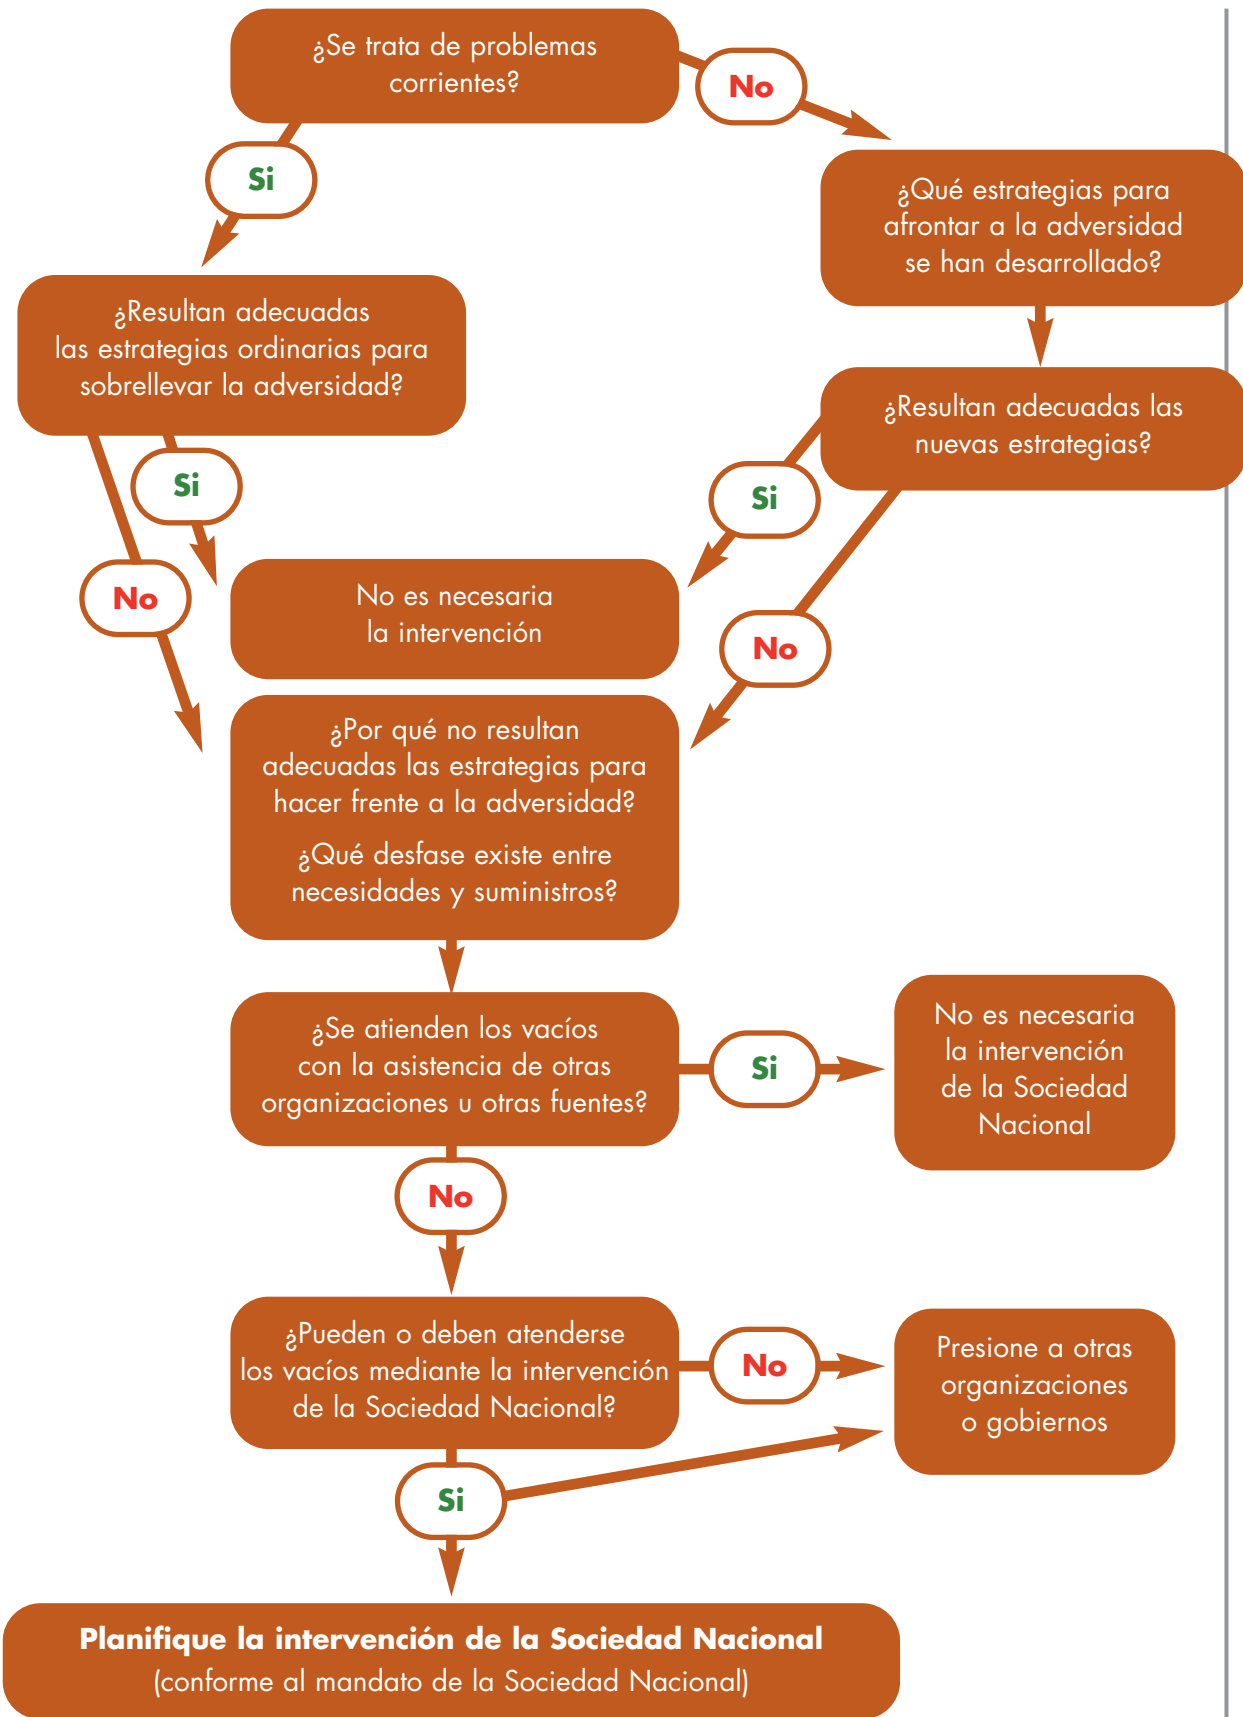 ¿Se trata de problemas
corrientes?
No
Si
¿Qué estrategias para
afrontar a la adversidad
se han desarrollado?
¿Resultan adecuadas
las estrategias ordinarias para
sobrellevar la adversidad?
¿Resultan adecuadas las
nuevas estrategias?
Si
Si
No
No es necesaria
la intervención
No
¿Por qué no resultan
adecuadas las estrategias para
hacer frente a la adversidad?
¿Qué desfase existe entre
necesidades y suministros?
¿Se atienden los vacíos
con la asistencia de otras
organizaciones u otras fuentes?
Si
No es necesaria
la intervención
de la Sociedad
Nacional
No
¿Pueden o deben atenderse
los vacíos mediante la intervención
de la Sociedad Nacional?
No
Presione a otras
organizaciones
o gobiernos
Si
Planifique la intervención de la Sociedad Nacional
(conforme al mandato de la Sociedad Nacional)